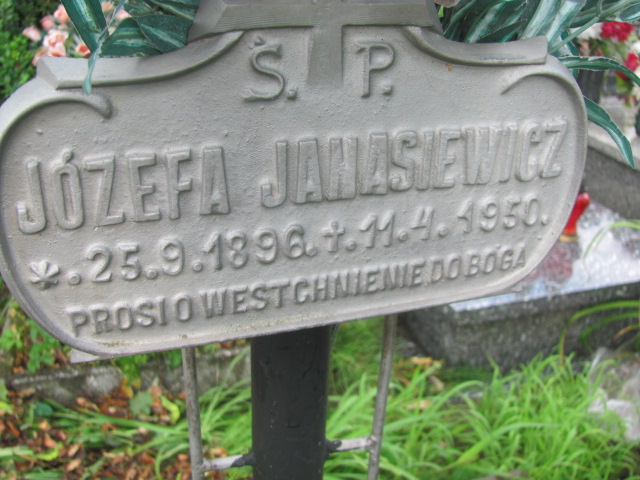 Ś. P.
JÓZEFA JANASIEWICZ
*. 25.9.1896. †. 11.4.1950.
PROSI O WESTCHNIENIE DO BOGA